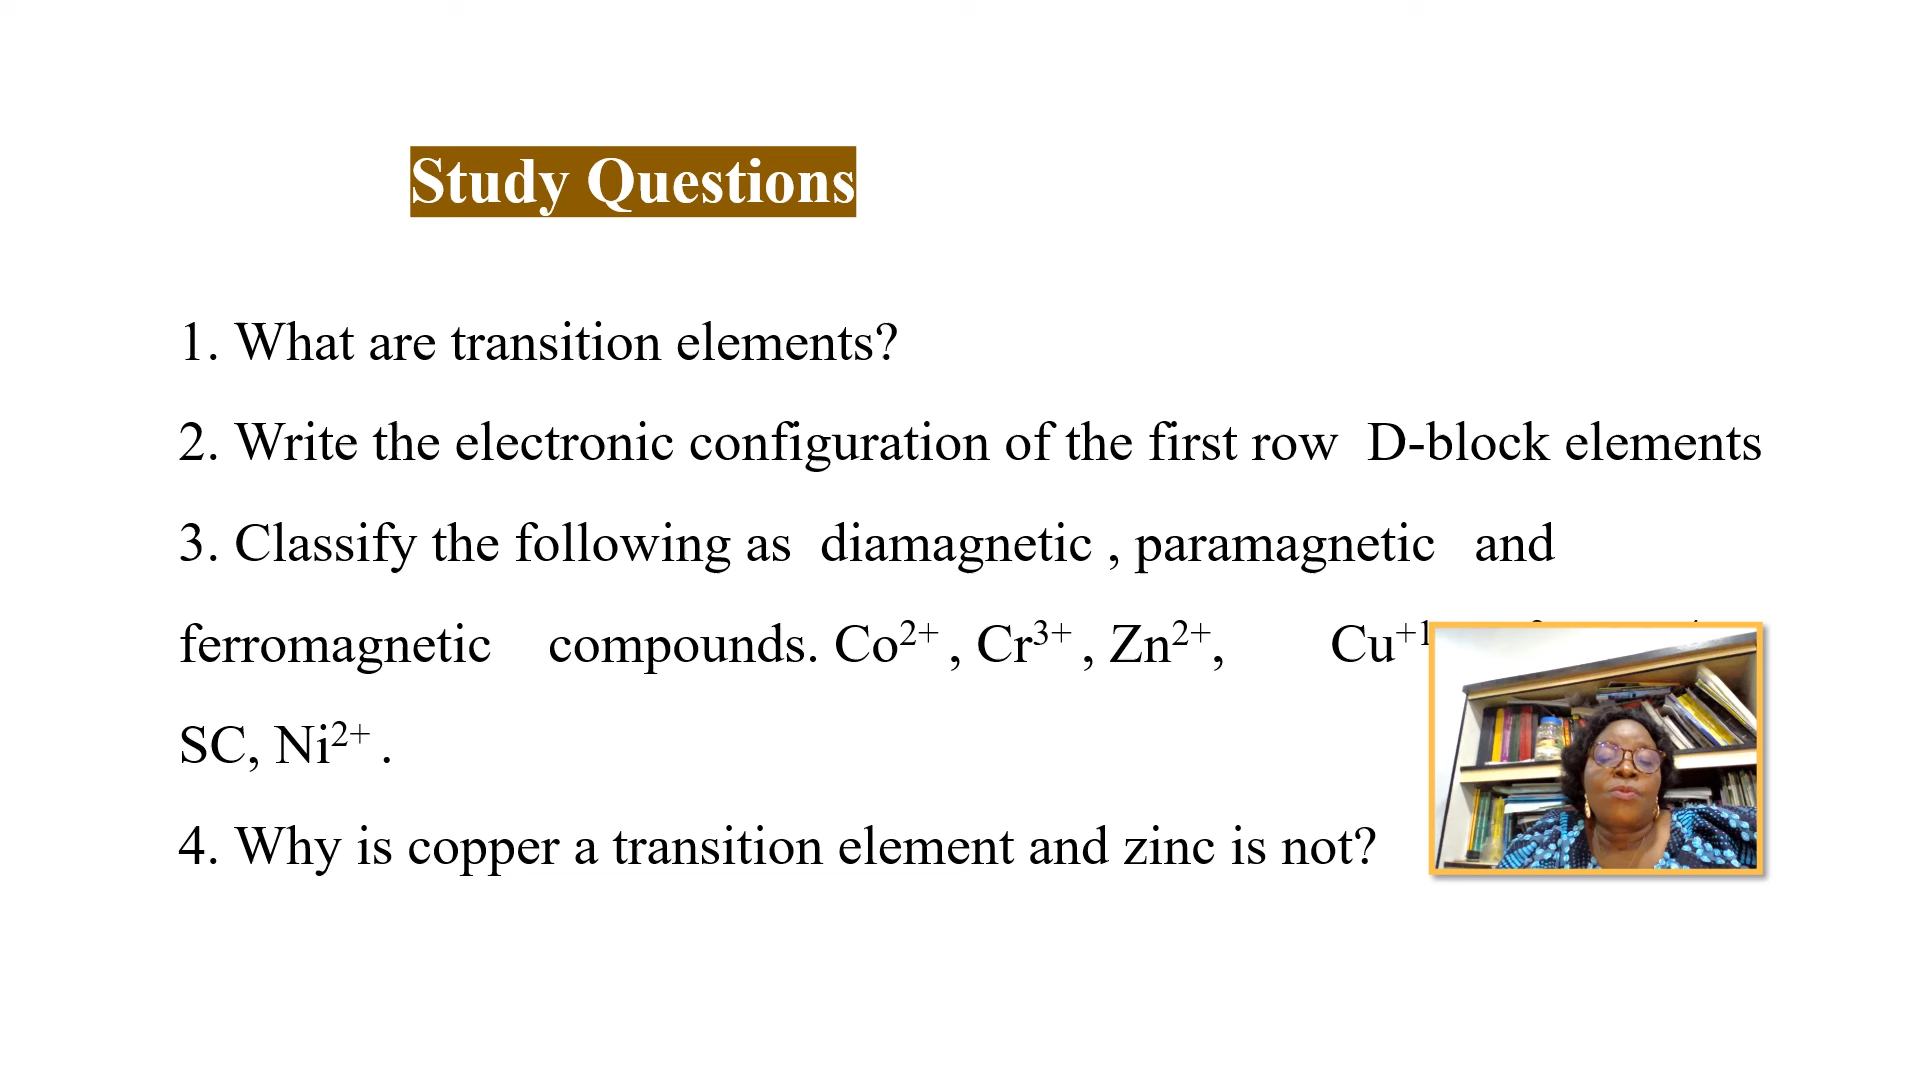 Study Questions
1. What are transition elements?
2. Write the electronic configuration of the first row D-block elements
3. Classify the following as diamagnetic , paramagnetic and
ferromagnetic compounds. Co²⁺ , Cr³⁺ , Zn²⁺, Cu⁺¹
SC, Ni²⁺ .
4. Why is copper a transition element and zinc is not?